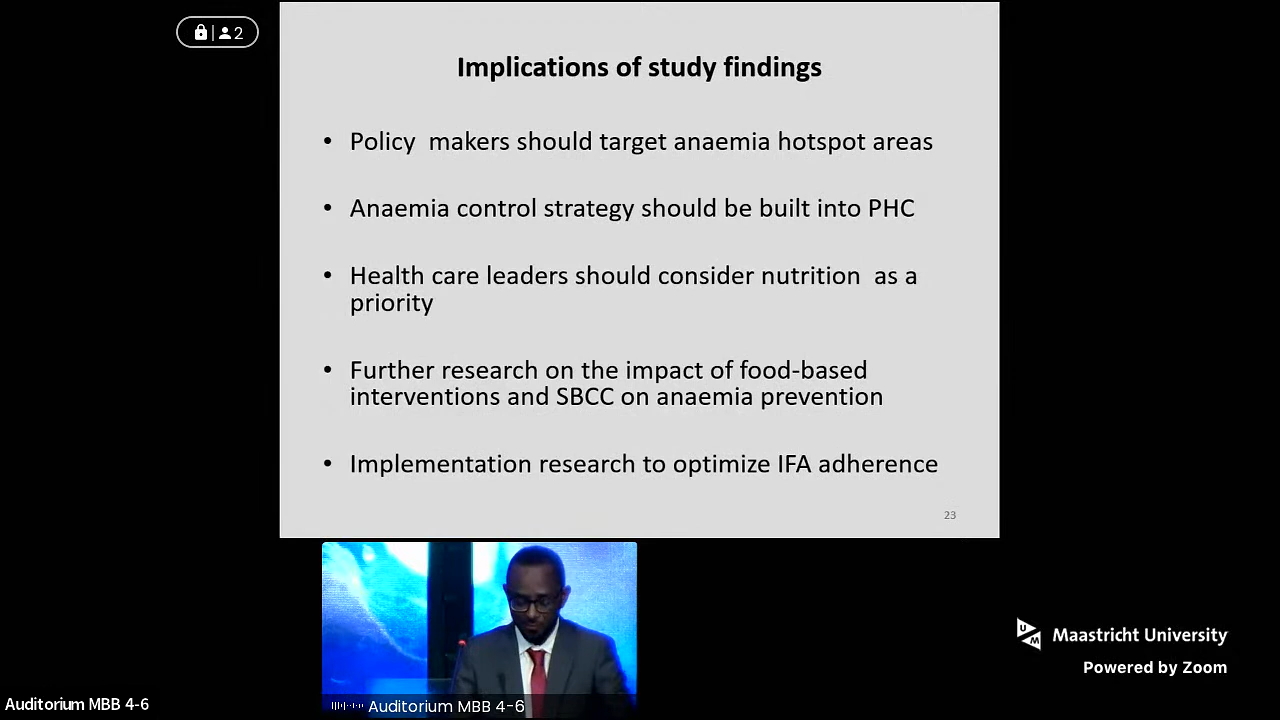 2
Implications of study findings
• Policy makers should target anaemia hotspot areas
• Anaemia control strategy should be built into PHC
• Health care leaders should consider nutrition as a
priority
• Further research on the impact of food-based
interventions and SBCC on anaemia prevention
• Implementation research to optimize IFA adherence
23
UM
Maastricht University
Powered by Zoom
Auditorium MBB 4-6
Auditorium MBB 4-6